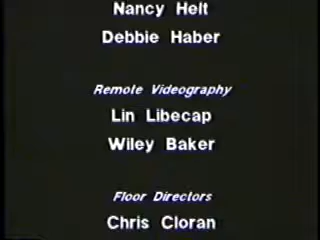 Nancy Helt
Debbie Haber
Remote Videography
Lin Libecap
Wiley Baker
Floor Directors
Chris Cloran